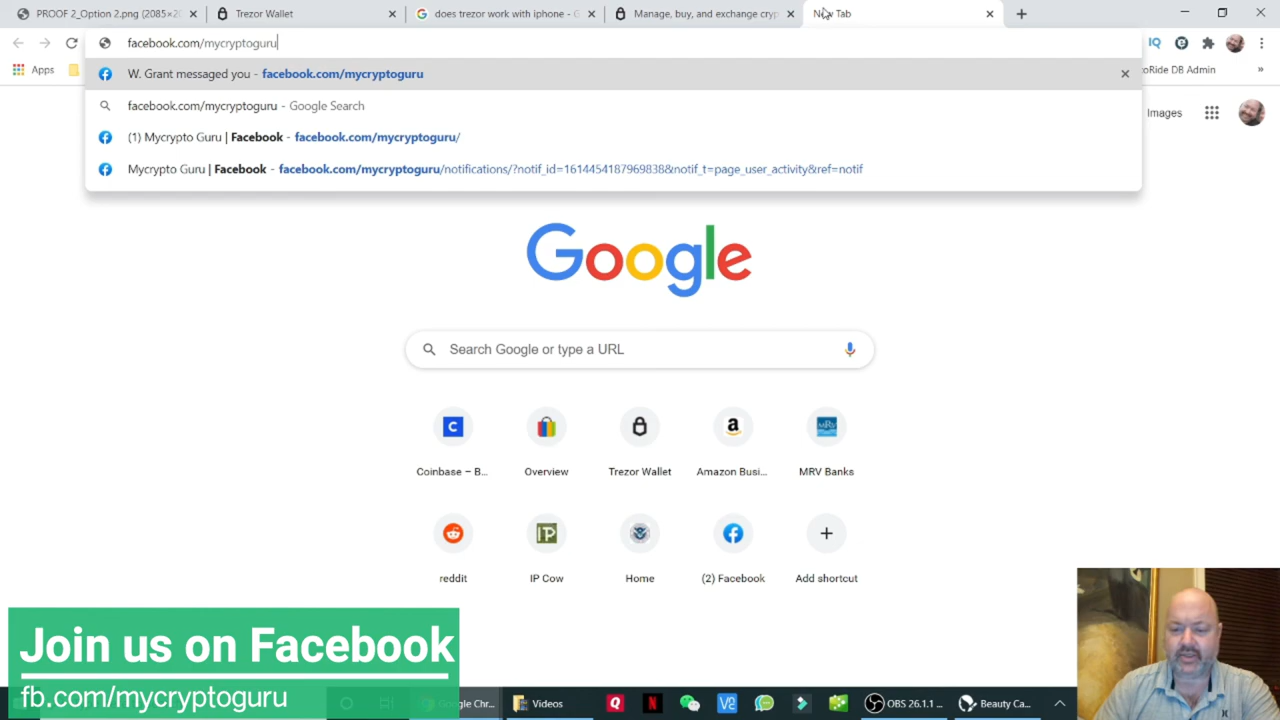 PROOF 2_Option 2.png (2085×20
Trezor Wallet
does trezor work with iphone - G
Manage, buy, and exchange cryp
New Tab
facebook.com/mycryptoguru
W. Grant messaged you - facebook.com/mycryptoguru
facebook.com/mycryptoguru - Google Search
(1) Mycrypto Guru | Facebook - facebook.com/mycryptoguru/
Mycrypto Guru | Facebook - facebook.com/mycryptoguru/notifications/?notif_id=1614454187969838&notif_t=page_user_activity&ref=notif
Apps
oRide DB Admin
Images
Google
Search Google or type a URL
Coinbase – B...
Overview
Trezor Wallet
Amazon Busi...
MRV Banks
reddit
IP Cow
Home
(2) Facebook
Add shortcut
Join us on Facebook
fb.com/mycryptoguru
Google Chr...
Videos
OBS 26.1.1 ...
Beauty Ca...